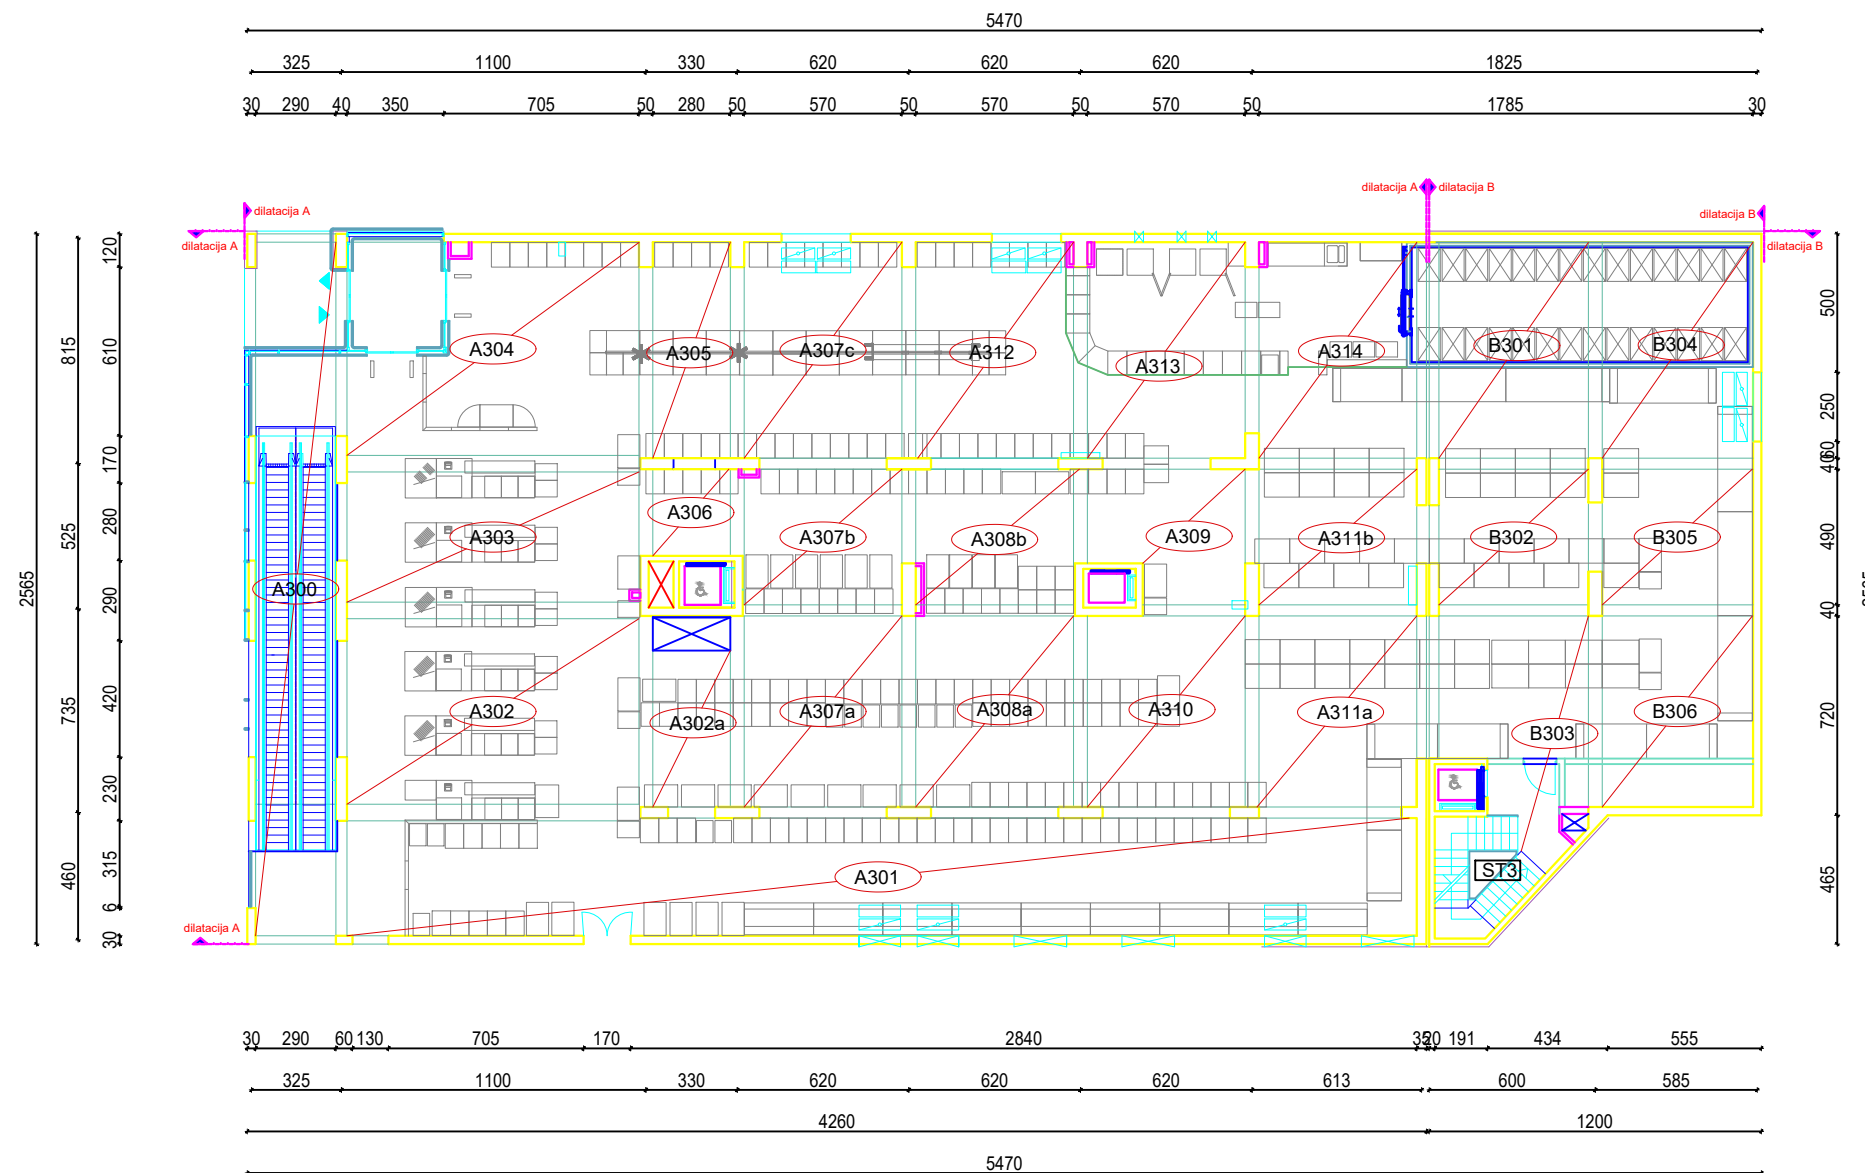 5470
325 1100 330 620 620 620 1825
30 290 40 350 705 50 280 50 570 50 570 50 570 50 1785 30
dilatacija A dilatacija B
dilatacija A dilatacija B
dilatacija A dilatacija B
2565
815 525 735 460
120 610 170 280 290 420 230 315 6 30
500 250 60 40 490 40 720 465
A304 A305 A307c A312 A313 A314 B301 B304
A306
A303 A307b A308b A309 A311b B302 B305
A300
A302 A302a A307a A308a A310 A311a B303 B306
A301 ST3
dilatacija A
30 290 60 130 705 170 2840 35 20 191 434 555
325 1100 330 620 620 620 613 600 585
4260 1200
5470